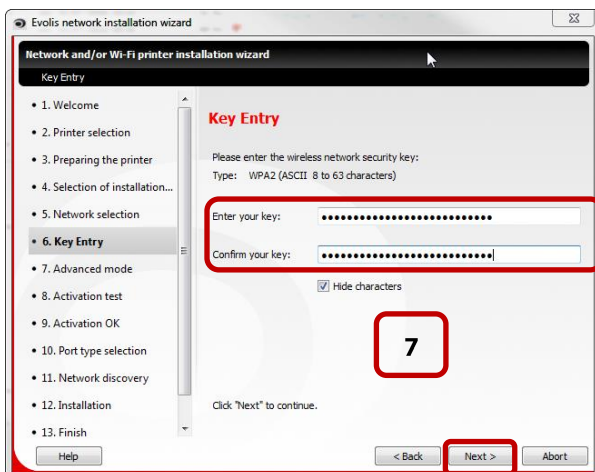 Evolis network installation wizard
Network and/or Wi-Fi printer installation wizard
Key Entry
• 1. Welcome
• 2. Printer selection
• 3. Preparing the printer
• 4. Selection of installation...
• 5. Network selection
• 6. Key Entry
• 7. Advanced mode
• 8. Activation test
• 9. Activation OK
• 10. Port type selection
• 11. Network discovery
• 12. Installation
• 13. Finish
Key Entry
Please enter the wireless network security key:
Type: WPA2 (ASCII 8 to 63 characters)
Enter your key: •••••••••••••••••••••••••••
Confirm your key: •••••••••••••••••••••••••••
Hide characters
7
Click "Next" to continue.
Help
< Back
Next >
Abort